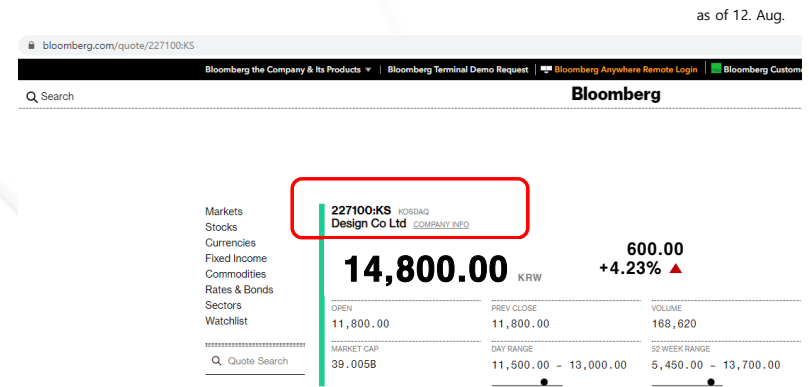 as of 12. Aug.
bloomberg.com/quote/227100:KS
Bloomberg the Company & Its Products ▼ | Bloomberg Terminal Demo Request | Bloomberg Anywhere Remote Login | Bloomberg Custome
Search
Bloomberg
Markets
Stocks
Currencies
Fixed Income
Commodities
Rates & Bonds
Sectors
Watchlist
Quote Search
227100:KS KOSDAQ
Design Co Ltd COMPANY INFO
14,800.00 KRW
600.00
+4.23% ▲
OPEN
11,800.00
PREV CLOSE
11,800.00
VOLUME
168,620
MARKET CAP
39.005B
DAY RANGE
11,500.00 – 13,000.00
52 WEEK RANGE
5,450.00 – 13,700.00